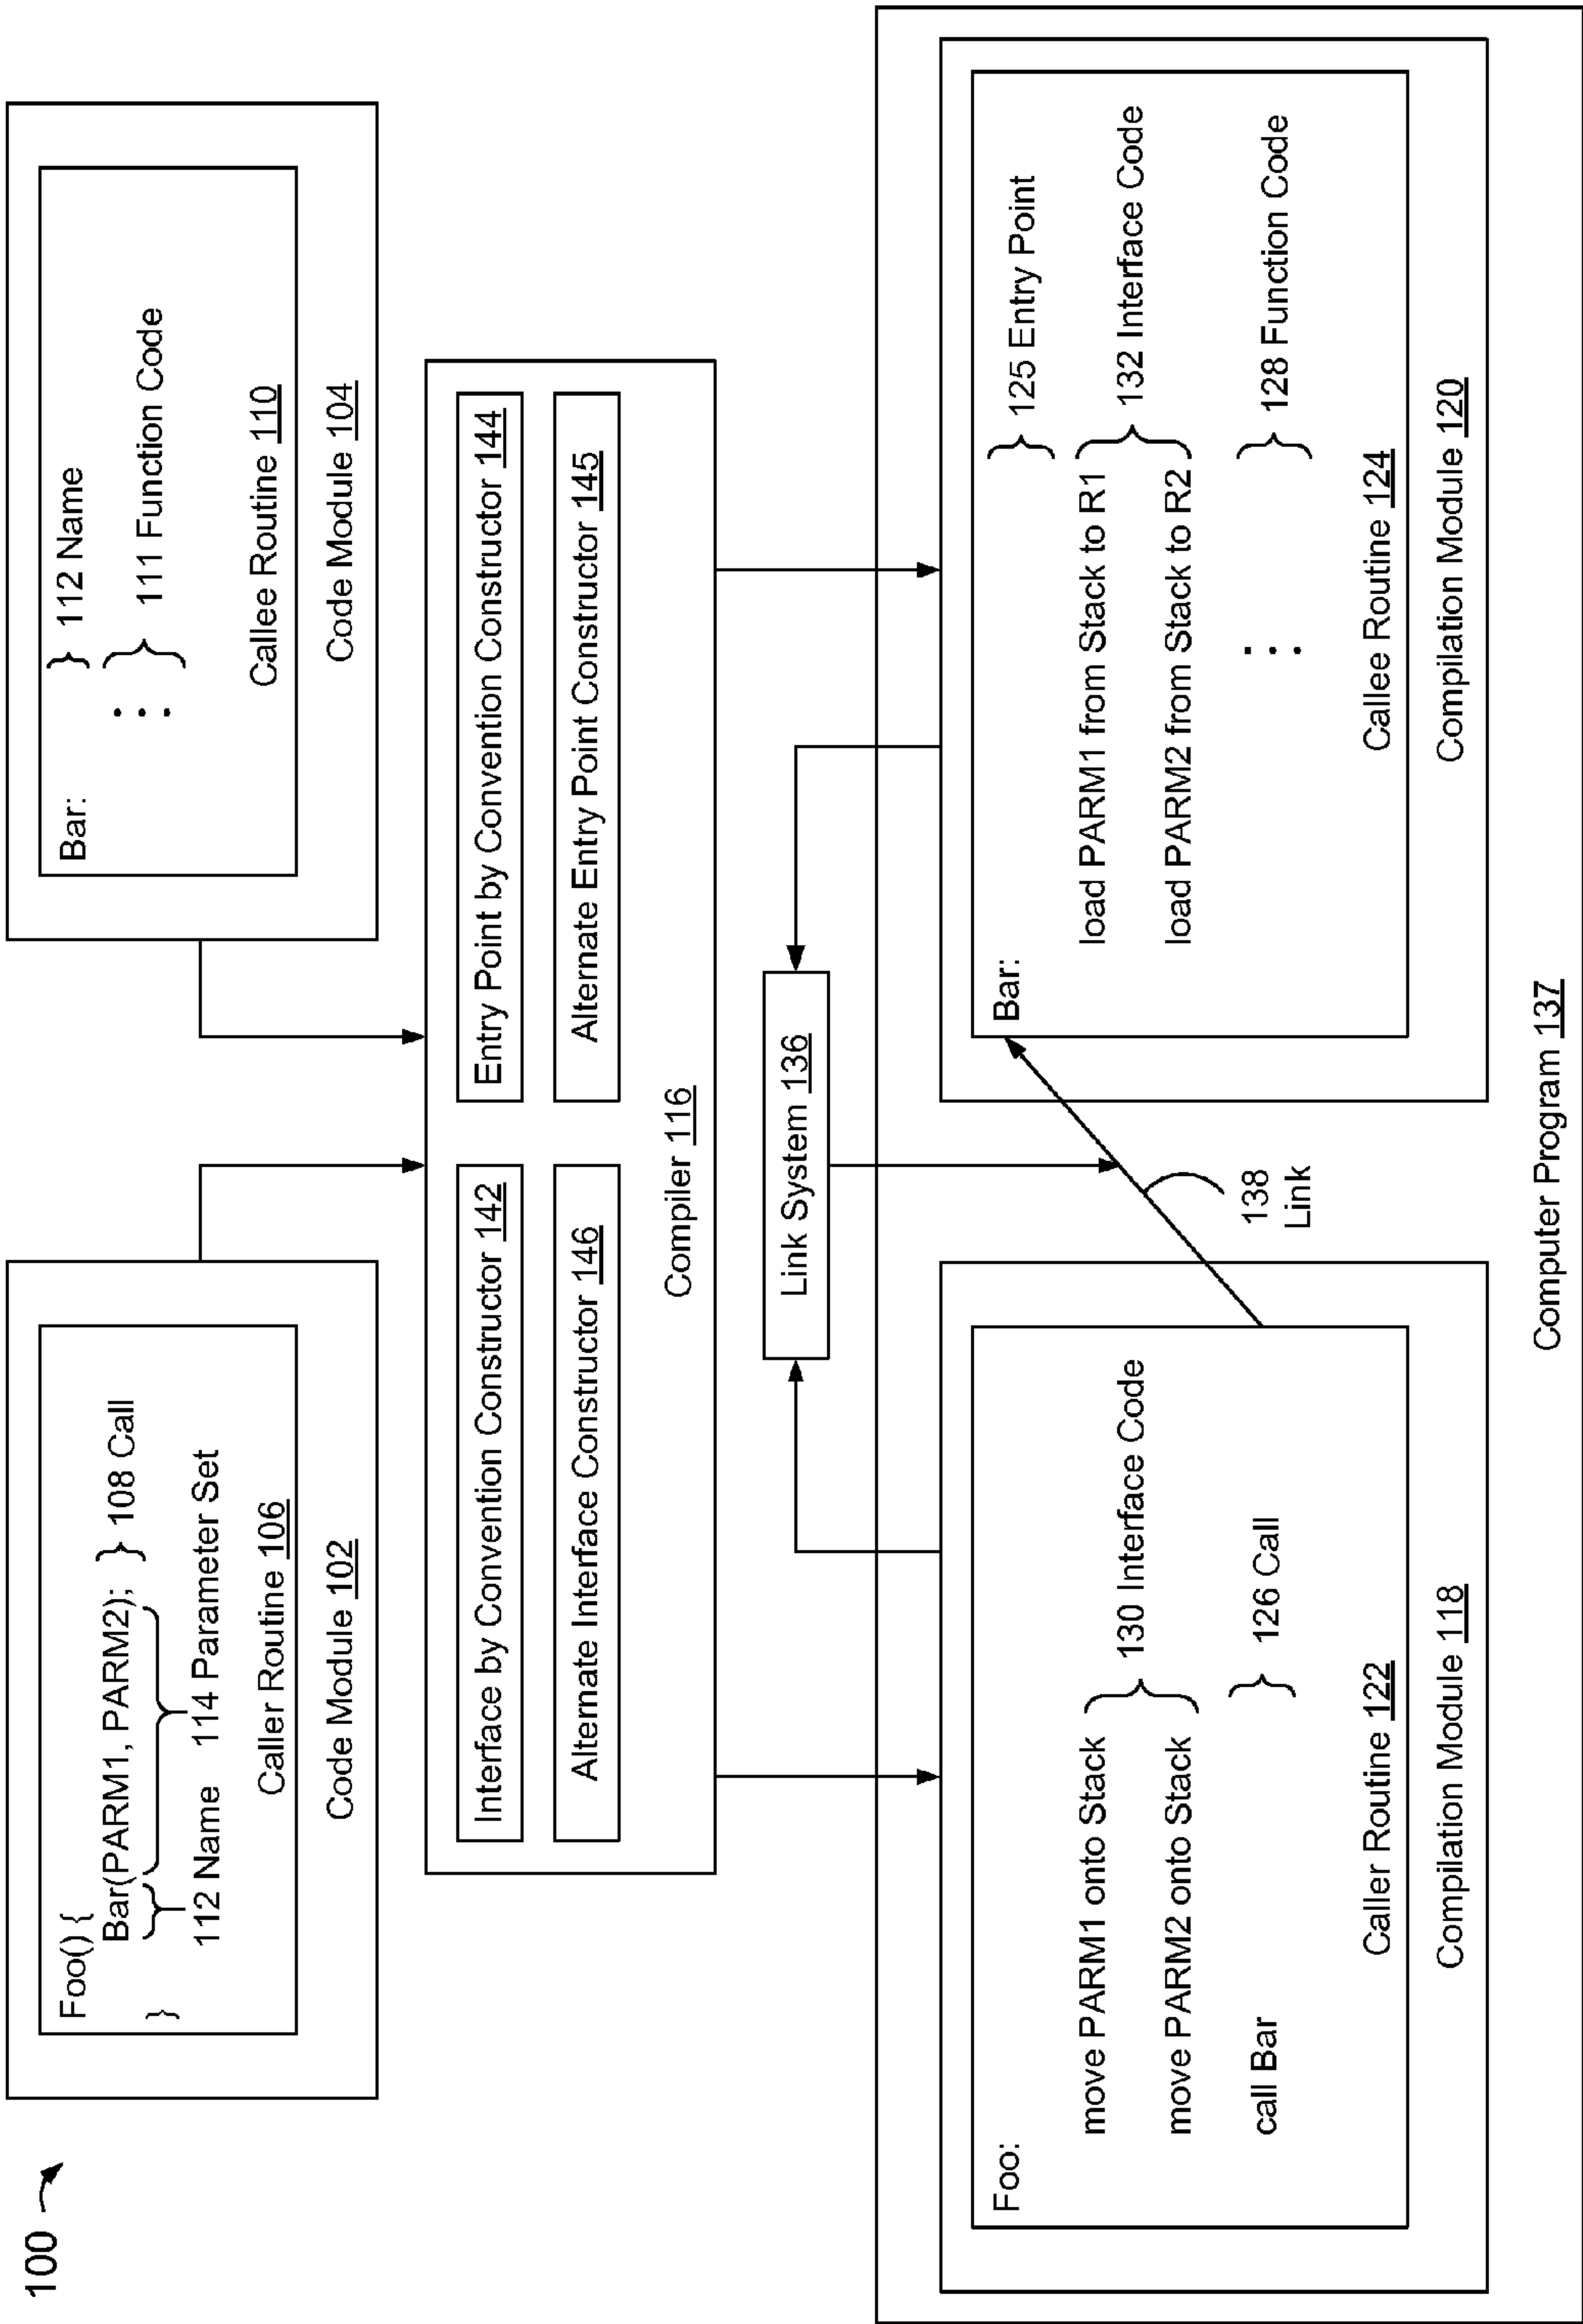 100
Foo() {
Bar(PARM1, PARM2); } 108 Call
112 Name 114 Parameter Set
}
Caller Routine 106
Code Module 102
Bar:
} 112 Name
⋮ } 111 Function Code
Callee Routine 110
Code Module 104
Interface by Convention Constructor 142
Entry Point by Convention Constructor 144
Alternate Interface Constructor 146
Alternate Entry Point Constructor 145
Compiler 116
Link System 136
Foo:
move PARM1 onto Stack
} 130 Interface Code
move PARM2 onto Stack
call Bar } 126 Call
Caller Routine 122
Compilation Module 118
138
Link
Bar:
} 125 Entry Point
load PARM1 from Stack to R1
} 132 Interface Code
load PARM2 from Stack to R2
⋮ } 128 Function Code
Callee Routine 124
Compilation Module 120
Computer Program 137